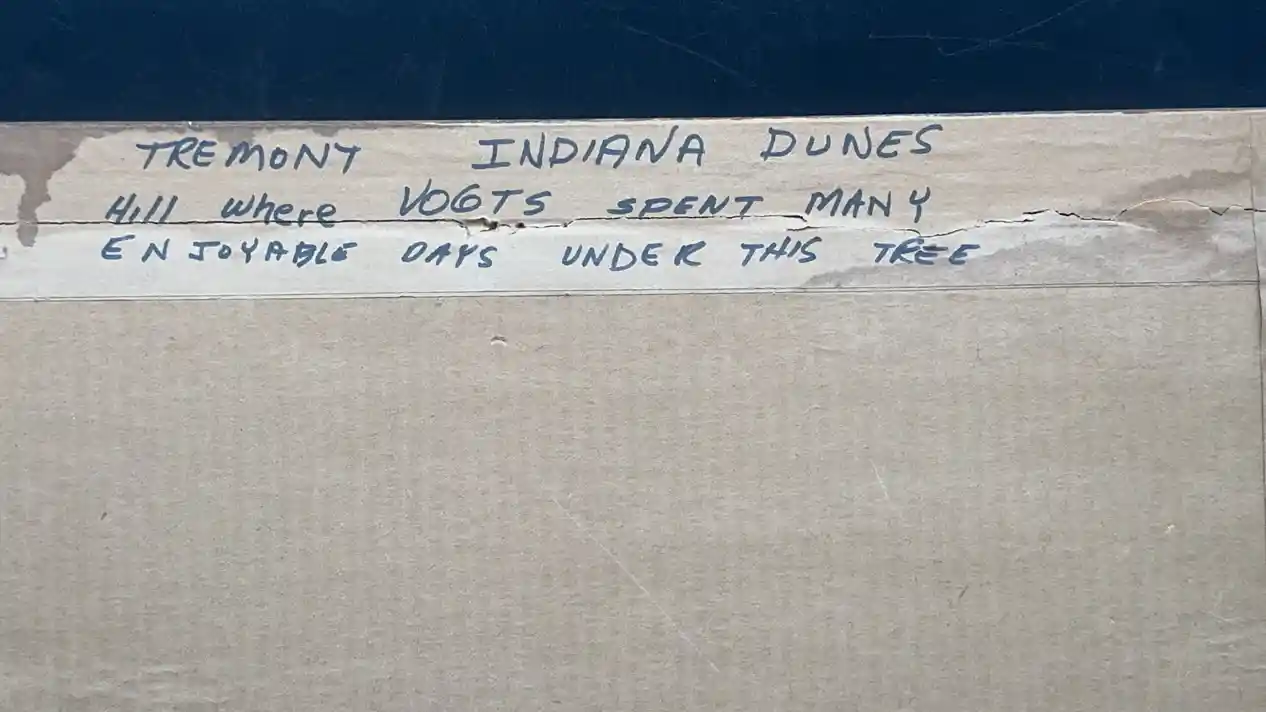 TREMONT INDIANA DUNES
Hill where VOGTS SPENT MANY
ENJOYABLE DAYS UNDER THIS TREE